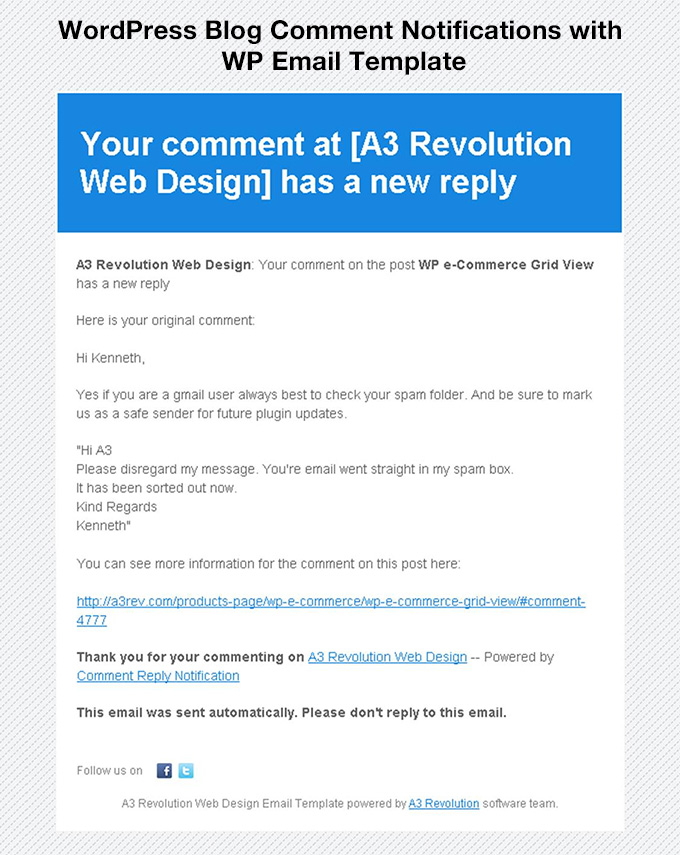 WordPress Blog Comment Notifications with
WP Email Template
Your comment at [A3 Revolution
Web Design] has a new reply
A3 Revolution Web Design: Your comment on the post WP e-Commerce Grid View
has a new reply
Here is your original comment:
Hi Kenneth,
Yes if you are a gmail user always best to check your spam folder. And be sure to mark
us as a safe sender for future plugin updates.
"Hi A3
Please disregard my message. You're email went straight in my spam box.
It has been sorted out now.
Kind Regards
Kenneth"
You can see more information for the comment on this post here:
http://a3rev.com/products-page/wp-e-commerce/wp-e-commerce-grid-view/#comment-
4777
Thank you for your commenting on A3 Revolution Web Design -- Powered by
Comment Reply Notification
This email was sent automatically. Please don't reply to this email.
Follow us on
A3 Revolution Web Design Email Template powered by A3 Revolution software team.